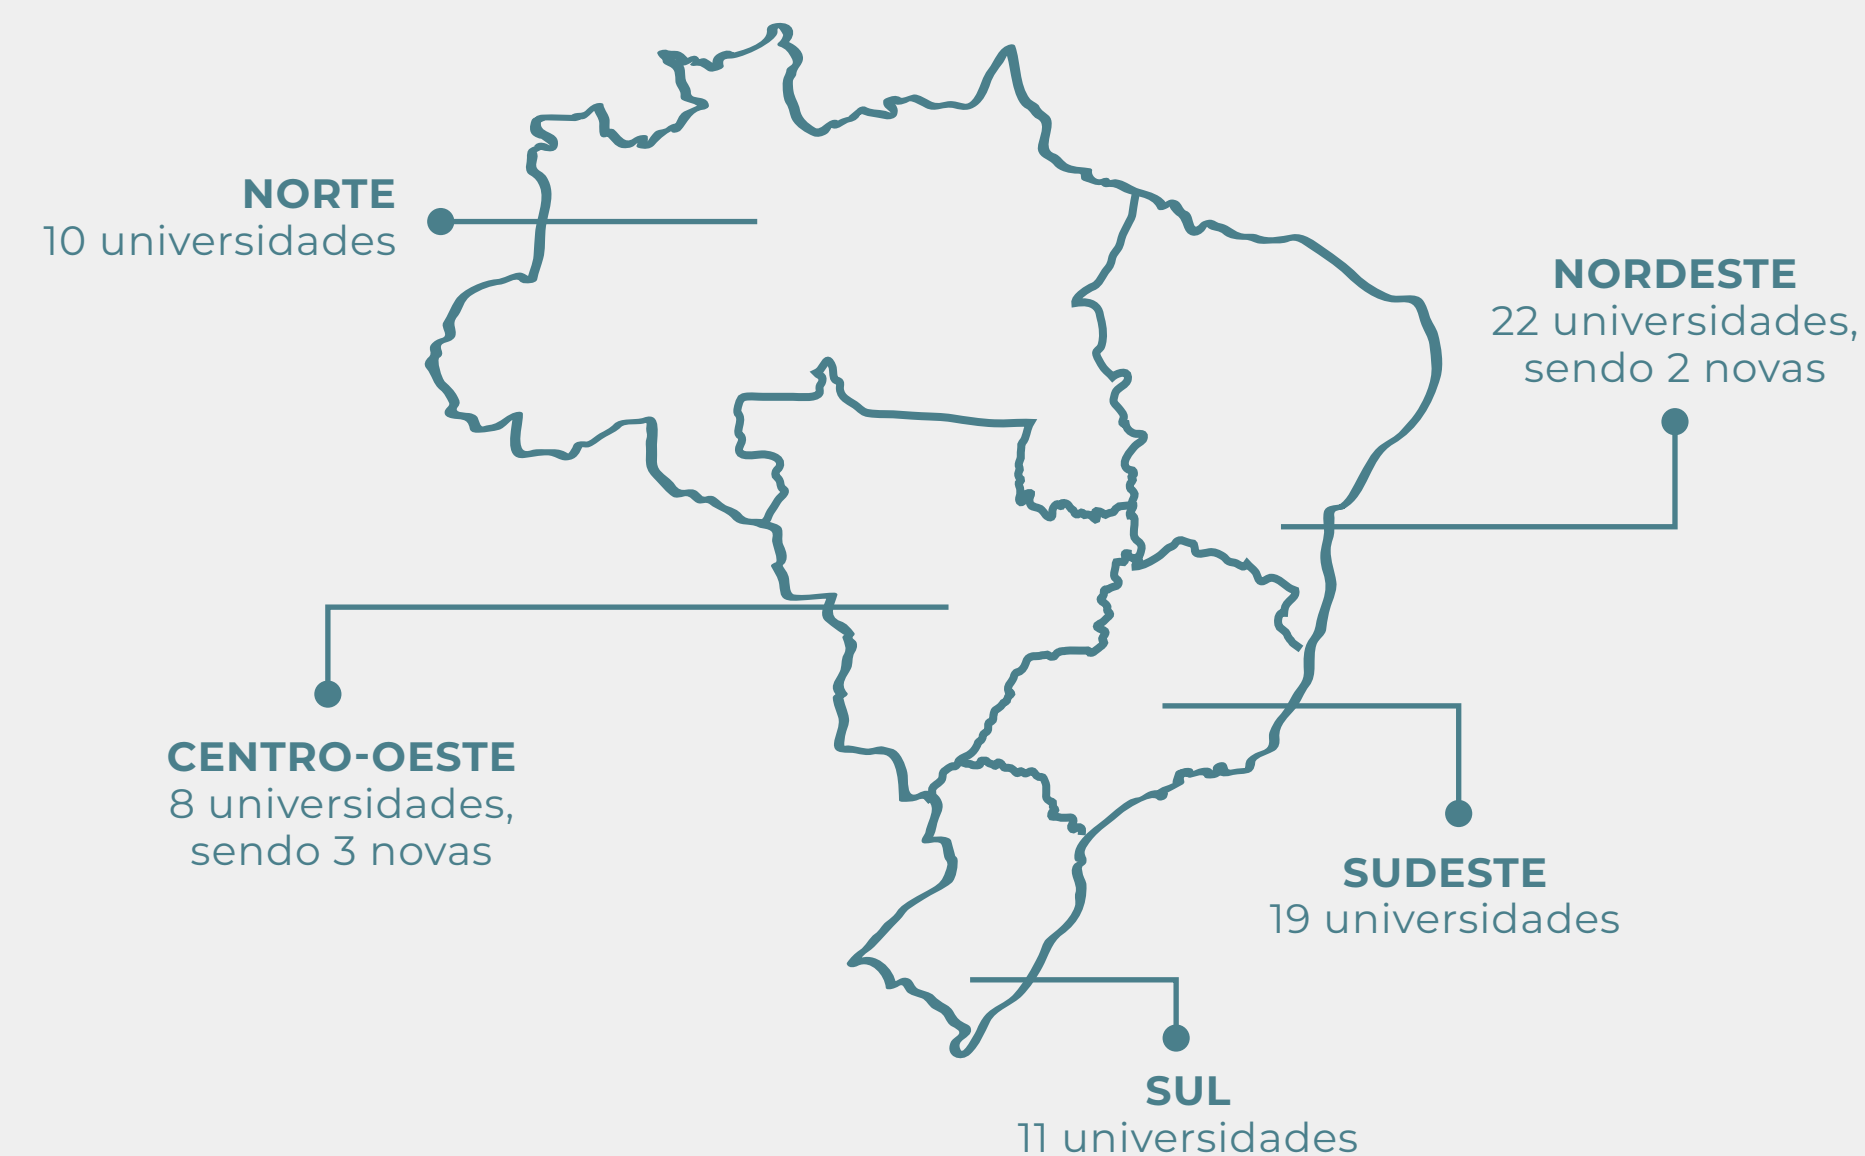 NORTE
10 universidades
NORDESTE
22 universidades,
sendo 2 novas
CENTRO-OESTE
8 universidades,
sendo 3 novas
SUDESTE
19 universidades
SUL
11 universidades